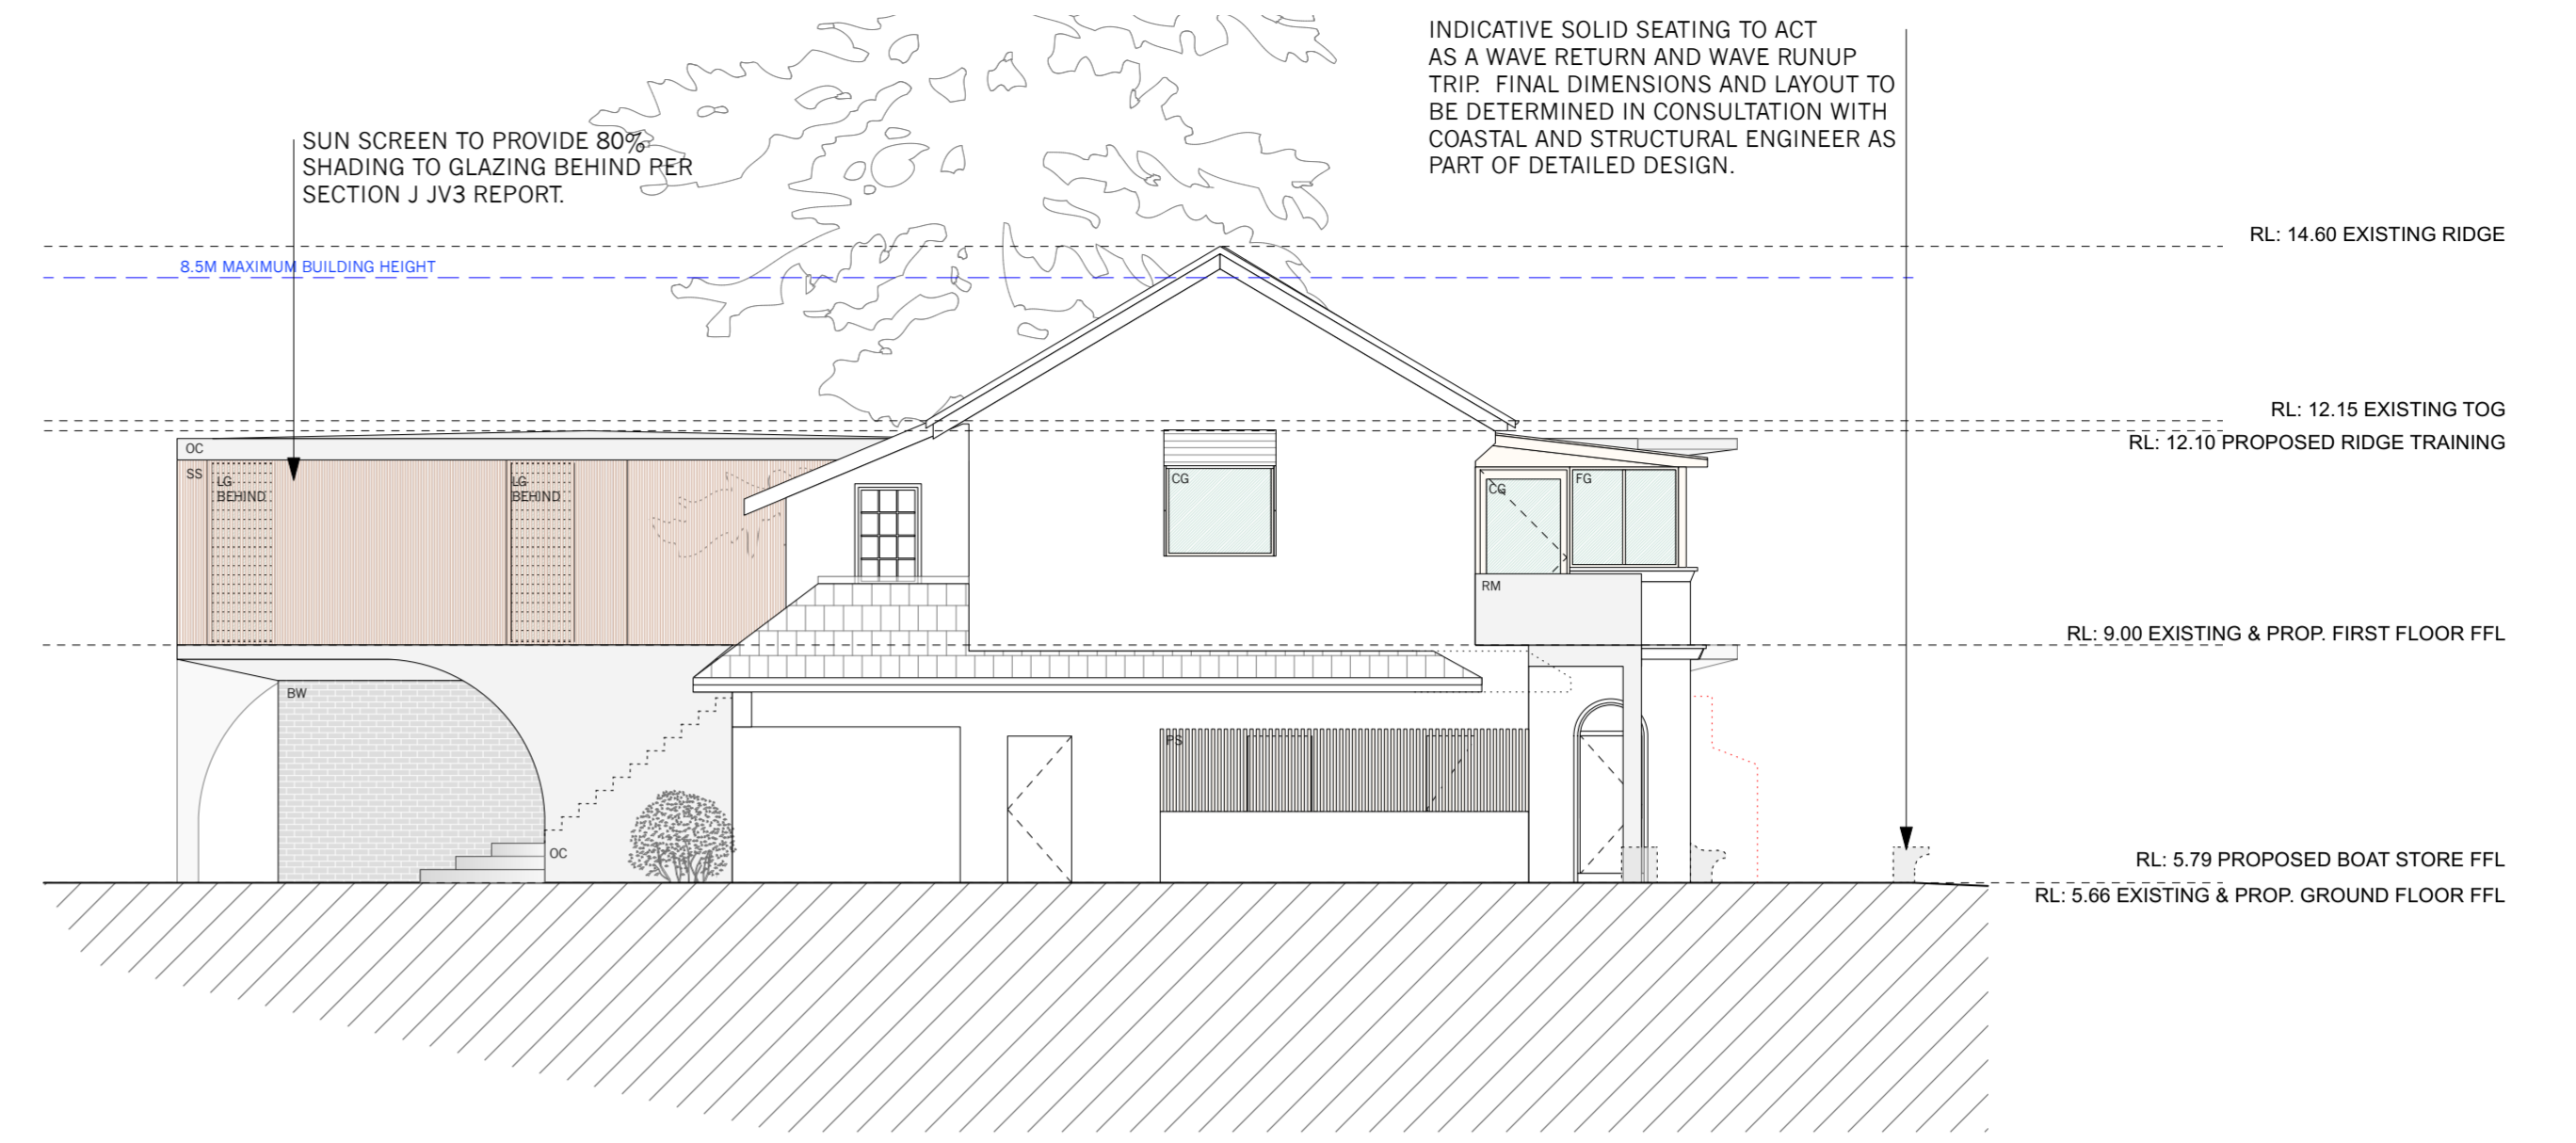 INDICATIVE SOLID SEATING TO ACT
AS A WAVE RETURN AND WAVE RUNUP
TRIP.  FINAL DIMENSIONS AND LAYOUT TO
BE DETERMINED IN CONSULTATION WITH
COASTAL AND STRUCTURAL ENGINEER AS
PART OF DETAILED DESIGN.
SUN SCREEN TO PROVIDE 80%
SHADING TO GLAZING BEHIND PER
SECTION J JV3 REPORT.
RL: 14.60 EXISTING RIDGE
8.5M MAXIMUM BUILDING HEIGHT
RL: 12.15 EXISTING TOG
RL: 12.10 PROPOSED RIDGE TRAINING
OC
SS
LG
BEHIND
LG
BEHIND
CG
CG
FG
RM
RL: 9.00 EXISTING & PROP. FIRST FLOOR FFL
BW
PS
OC
RL: 5.79 PROPOSED BOAT STORE FFL
RL: 5.66 EXISTING & PROP. GROUND FLOOR FFL